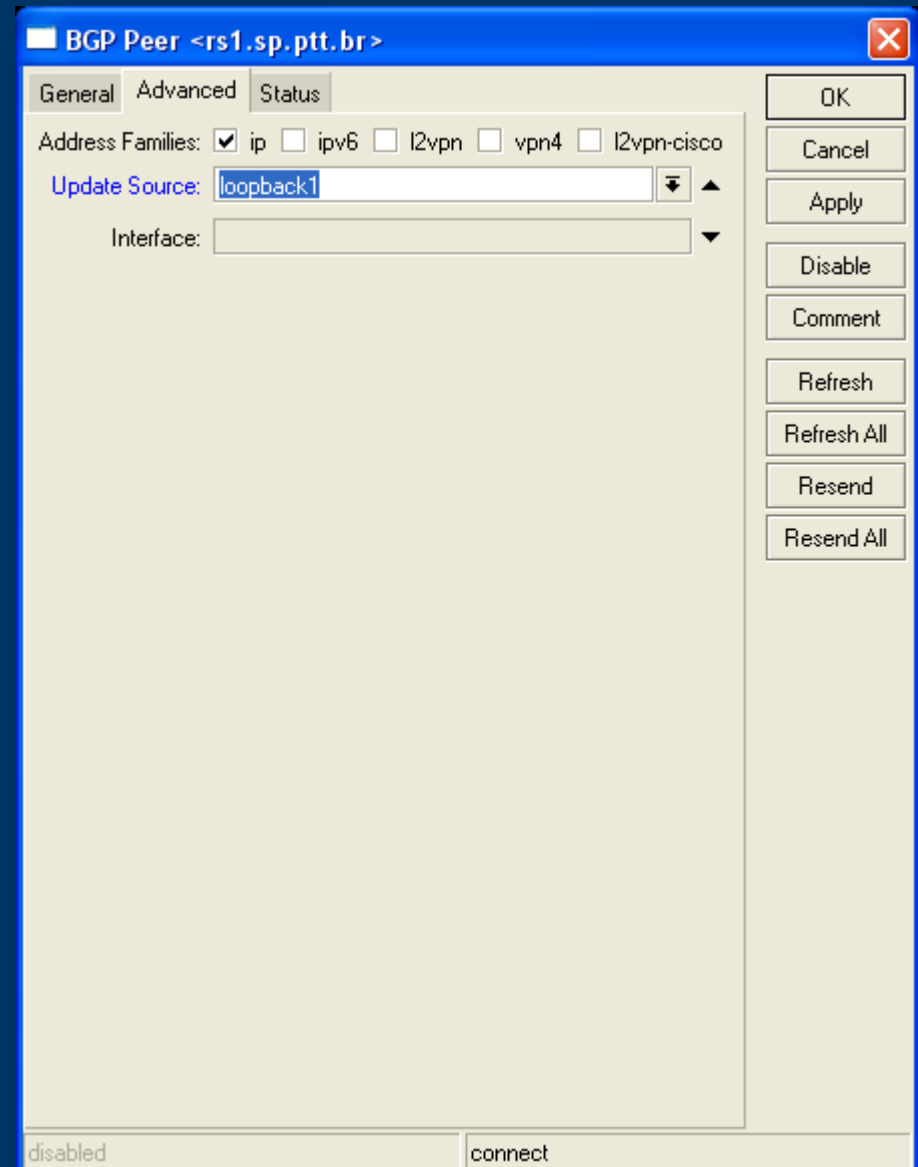 BGP Peer <rs1.sp.ptt.br>
General Advanced Status
Address Families: ip ipv6 l2vpn vpn4 l2vpn-cisco
Update Source: loopback1
Interface:
OK
Cancel
Apply
Disable
Comment
Refresh
Refresh All
Resend
Resend All
disabled connect